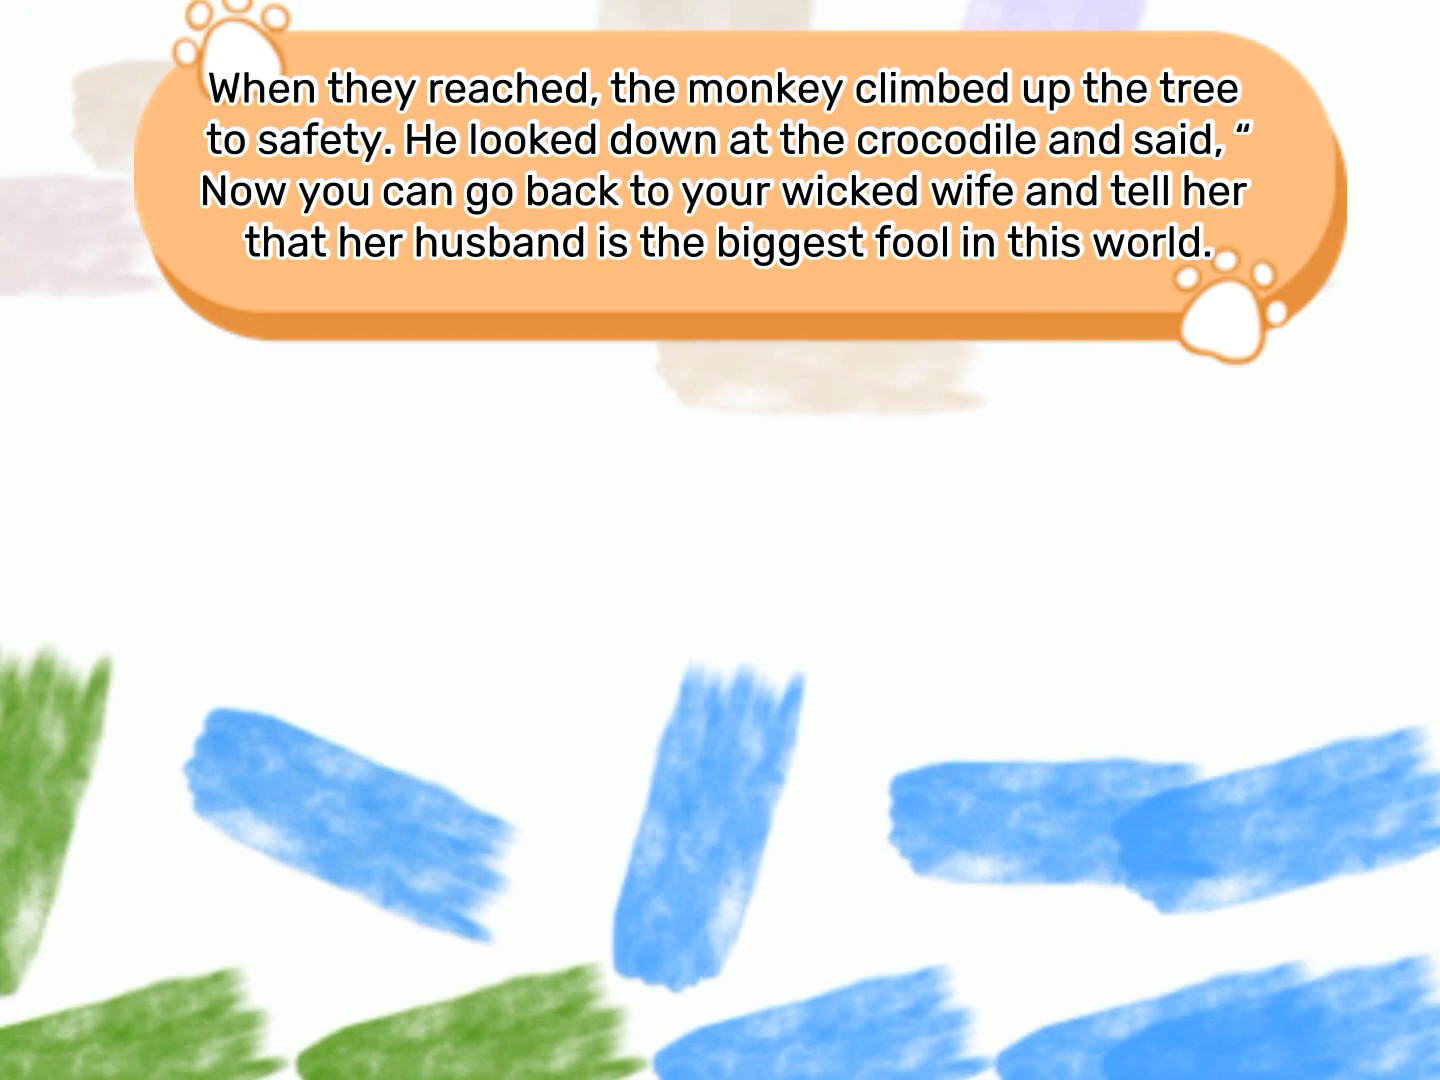 When they reached, the monkey climbed up the tree
to safety. He looked down at the crocodile and said, “
Now you can go back to your wicked wife and tell her
that her husband is the biggest fool in this world.